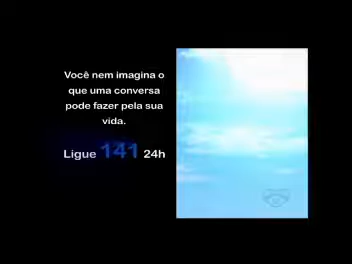 Você nem imagina o
que uma conversa
pode fazer pela sua
vida.
Ligue 141 24h